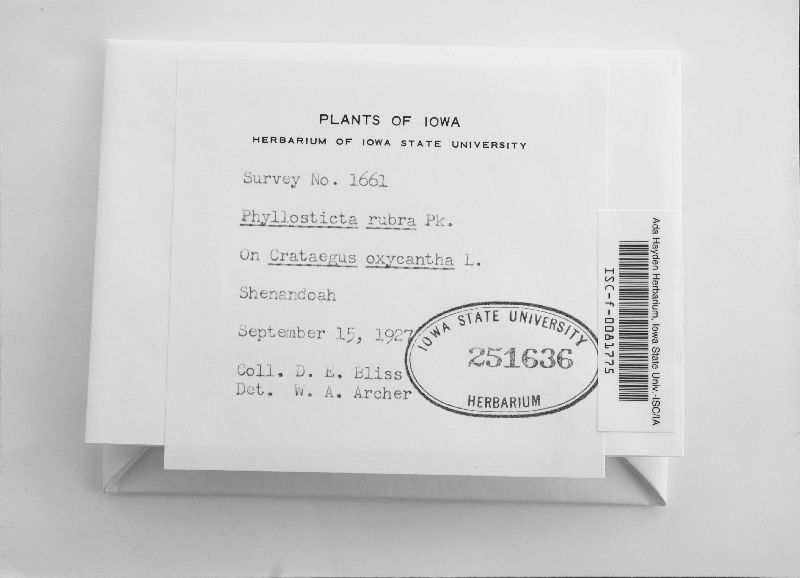 PLANTS OF IOWA
HERBARIUM OF IOWA STATE UNIVERSITY
Survey No. 1661
Phyllosticta rubra Pk.
On Crataegus oxycantha L.
Shenandoah
September 15, 1927
Coll. D. E. Bliss
Det. W. A. Archer
IOWA STATE UNIVERSITY
251636
HERBARIUM
Ada Hayden Herbarium, Iowa State Univ.-ISC/IA
ISC-f-0081775